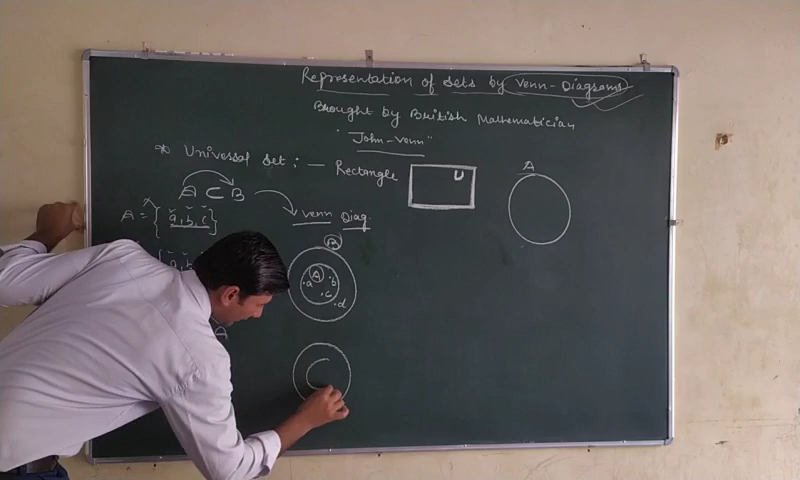 Representation of sets by Venn-Diagrams
Brought by British Mathematician
"John-Venn"
* Universal set : — Rectangle
U
A
A ⊂ B
A = { a, b, c }
Venn Diag.
{ a, b
B
A
.a .b
.c
.d
A